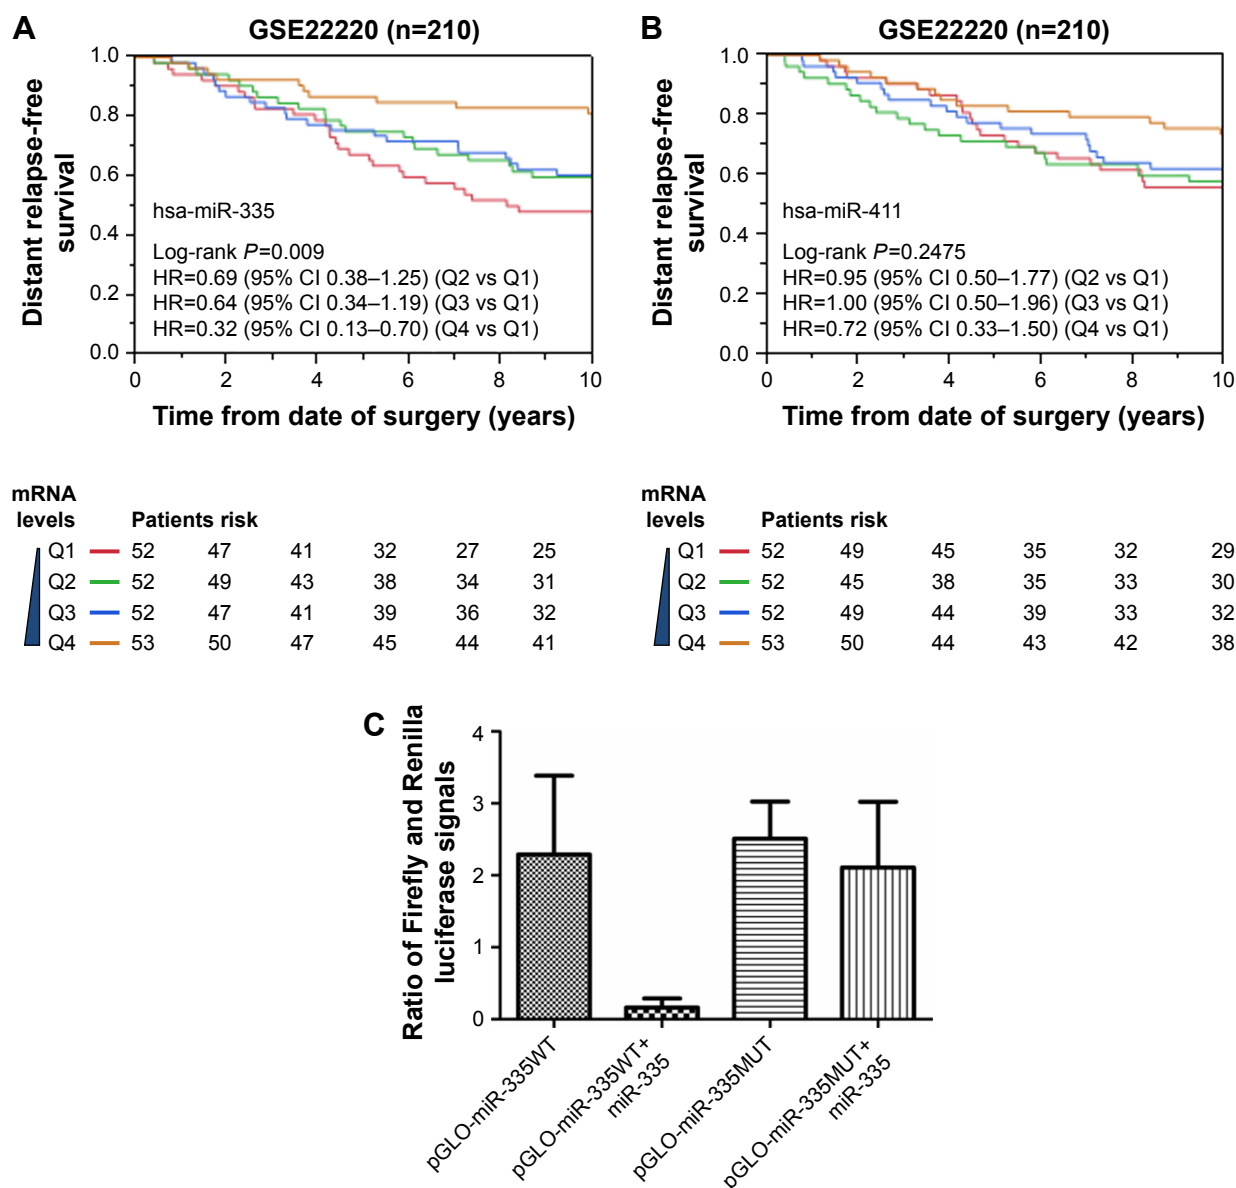 A
GSE22220 (n=210)
Distant relapse-free
survival
1.0
0.8
0.6
0.4
0.2
0.0
hsa-miR-335
Log-rank P=0.009
HR=0.69 (95% CI 0.38–1.25) (Q2 vs Q1)
HR=0.64 (95% CI 0.34–1.19) (Q3 vs Q1)
HR=0.32 (95% CI 0.13–0.70) (Q4 vs Q1)
0 2 4 6 8 10
Time from date of surgery (years)
mRNA
levels Patients risk
Q1 52 47 41 32 27 25
Q2 52 49 43 38 34 31
Q3 52 47 41 39 36 32
Q4 53 50 47 45 44 41
B
GSE22220 (n=210)
Distant relapse-free
survival
1.0
0.8
0.6
0.4
0.2
0.0
hsa-miR-411
Log-rank P=0.2475
HR=0.95 (95% CI 0.50–1.77) (Q2 vs Q1)
HR=1.00 (95% CI 0.50–1.96) (Q3 vs Q1)
HR=0.72 (95% CI 0.33–1.50) (Q4 vs Q1)
0 2 4 6 8 10
Time from date of surgery (years)
mRNA
levels Patients risk
Q1 52 49 45 35 32 29
Q2 52 45 38 35 33 30
Q3 52 49 44 39 33 32
Q4 53 50 44 43 42 38
C
Ratio of Firefly and Renilla
luciferase signals
4
3
2
1
0
pGLO-miR-335WT
pGLO-miR-335WT+
miR-335
pGLO-miR-335MUT
pGLO-miR-335MUT+
miR-335